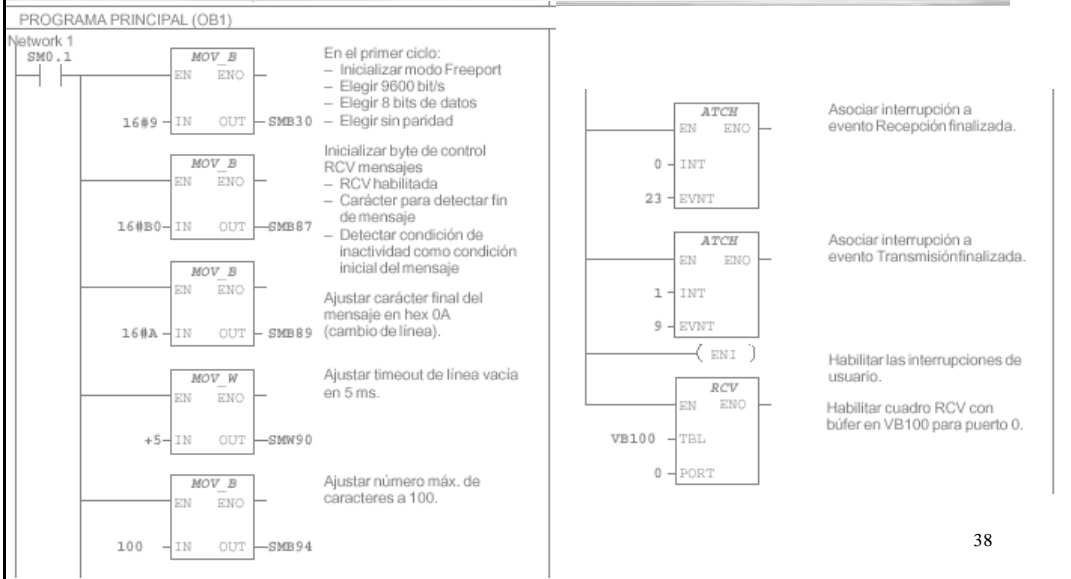 PROGRAMA PRINCIPAL (OB1)
Network 1
SM0.1
MOV_B
EN ENO
16#9 IN OUT SMB30
En el primer ciclo:
– Inicializar modo Freeport
– Elegir 9600 bit/s
– Elegir 8 bits de datos
– Elegir sin paridad
MOV_B
EN ENO
16#B0 IN OUT SMB87
Inicializar byte de control
RCV mensajes
– RCV habilitada
– Carácter para detectar fin
de mensaje
– Detectar condición de
inactividad como condición
inicial del mensaje
MOV_B
EN ENO
16#A IN OUT SMB89
Ajustar carácter final del
mensaje en hex 0A
(cambio de línea).
MOV_W
EN ENO
+5 IN OUT SMW90
Ajustar timeout de línea vacía
en 5 ms.
MOV_B
EN ENO
100 IN OUT SMB94
Ajustar número máx. de
caracteres a 100.
ATCH
EN ENO
0 INT
23 EVNT
Asociar interrupción a
evento Recepción finalizada.
ATCH
EN ENO
1 INT
9 EVNT
Asociar interrupción a
evento Transmisión finalizada.
( ENI )
Habilitar las interrupciones de
usuario.
RCV
EN ENO
VB100 TBL
0 PORT
Habilitar cuadro RCV con
búfer en VB100 para puerto 0.
38